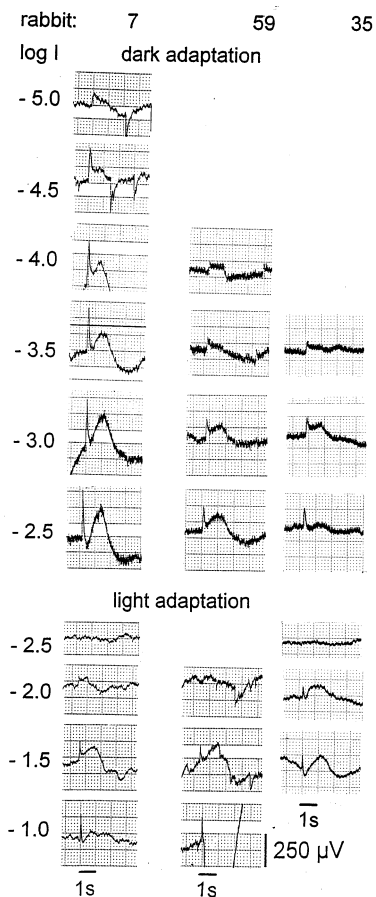 rabbit: 7 59 35
log I dark adaptation
- 5.0
- 4.5
- 4.0
- 3.5
- 3.0
- 2.5
light adaptation
- 2.5
- 2.0
- 1.5
1s
- 1.0
250 µV
1s 1s